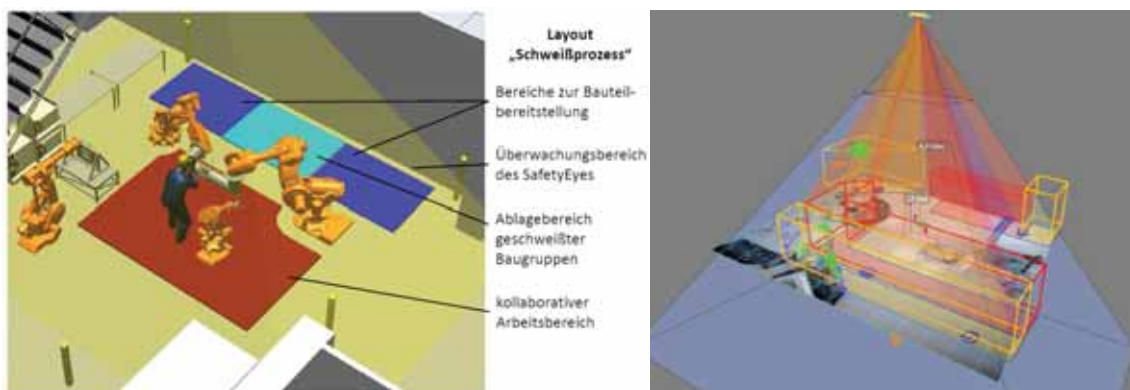 Layout
„Schweißprozess“
Bereiche zur Bauteil-
bereitstellung
Überwachungsbereich
des SafetyEyes
Ablagebereich
geschweißter
Baugruppen
kollaborativer
Arbeitsbereich